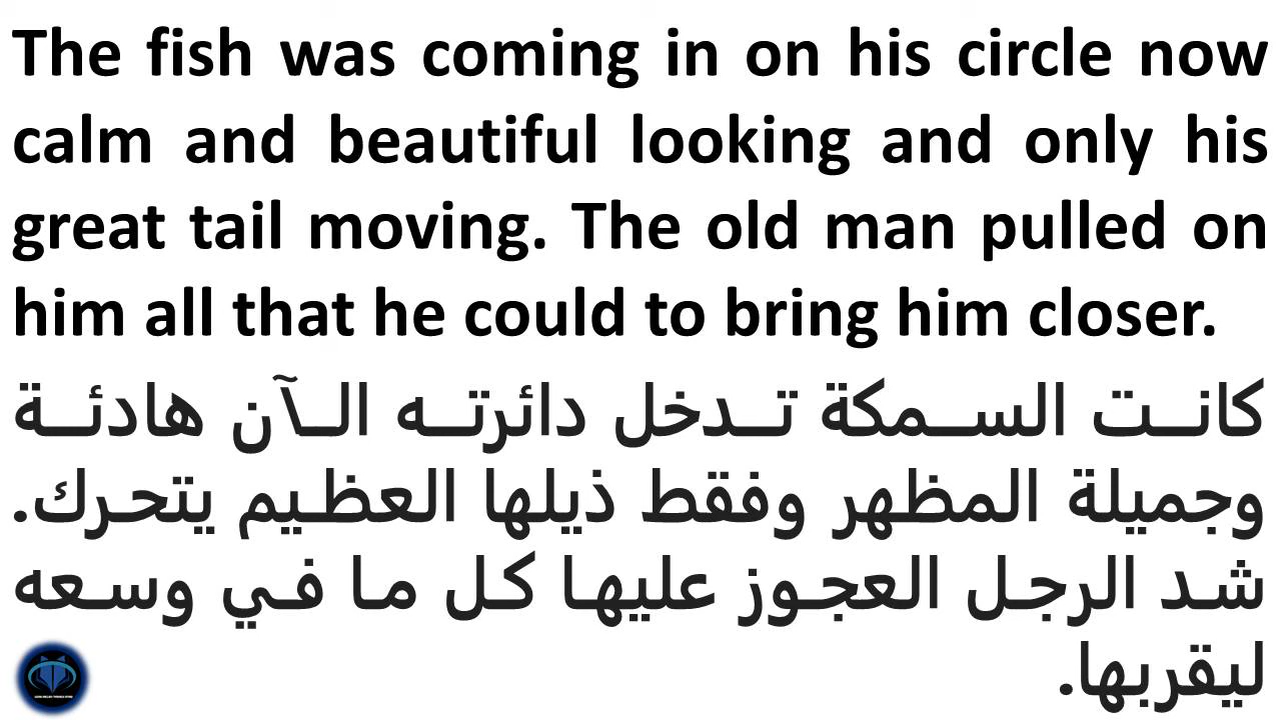 The fish was coming in on his circle now
calm and beautiful looking and only his
great tail moving. The old man pulled on
him all that he could to bring him closer.
كانت السمكة تدخل دائرته الآن هادئة
وجميلة المظهر وفقط ذيلها العظيم يتحرك.
شد الرجل العجوز عليها كل ما في وسعه
ليقربها.